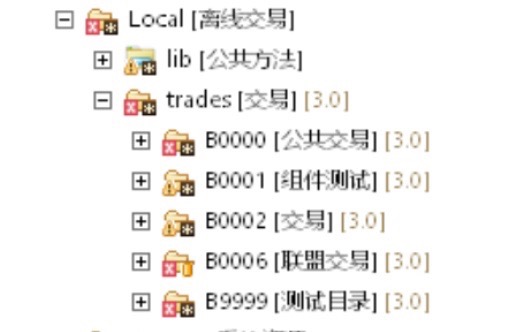 Local [离线交易]
lib [公共方法]
trades [交易] [3.0]
B0000 [公共交易] [3.0]
B0001 [组件测试] [3.0]
B0002 [交易] [3.0]
B0006 [联盟交易] [3.0]
B9999 [测试目录] [3.0]